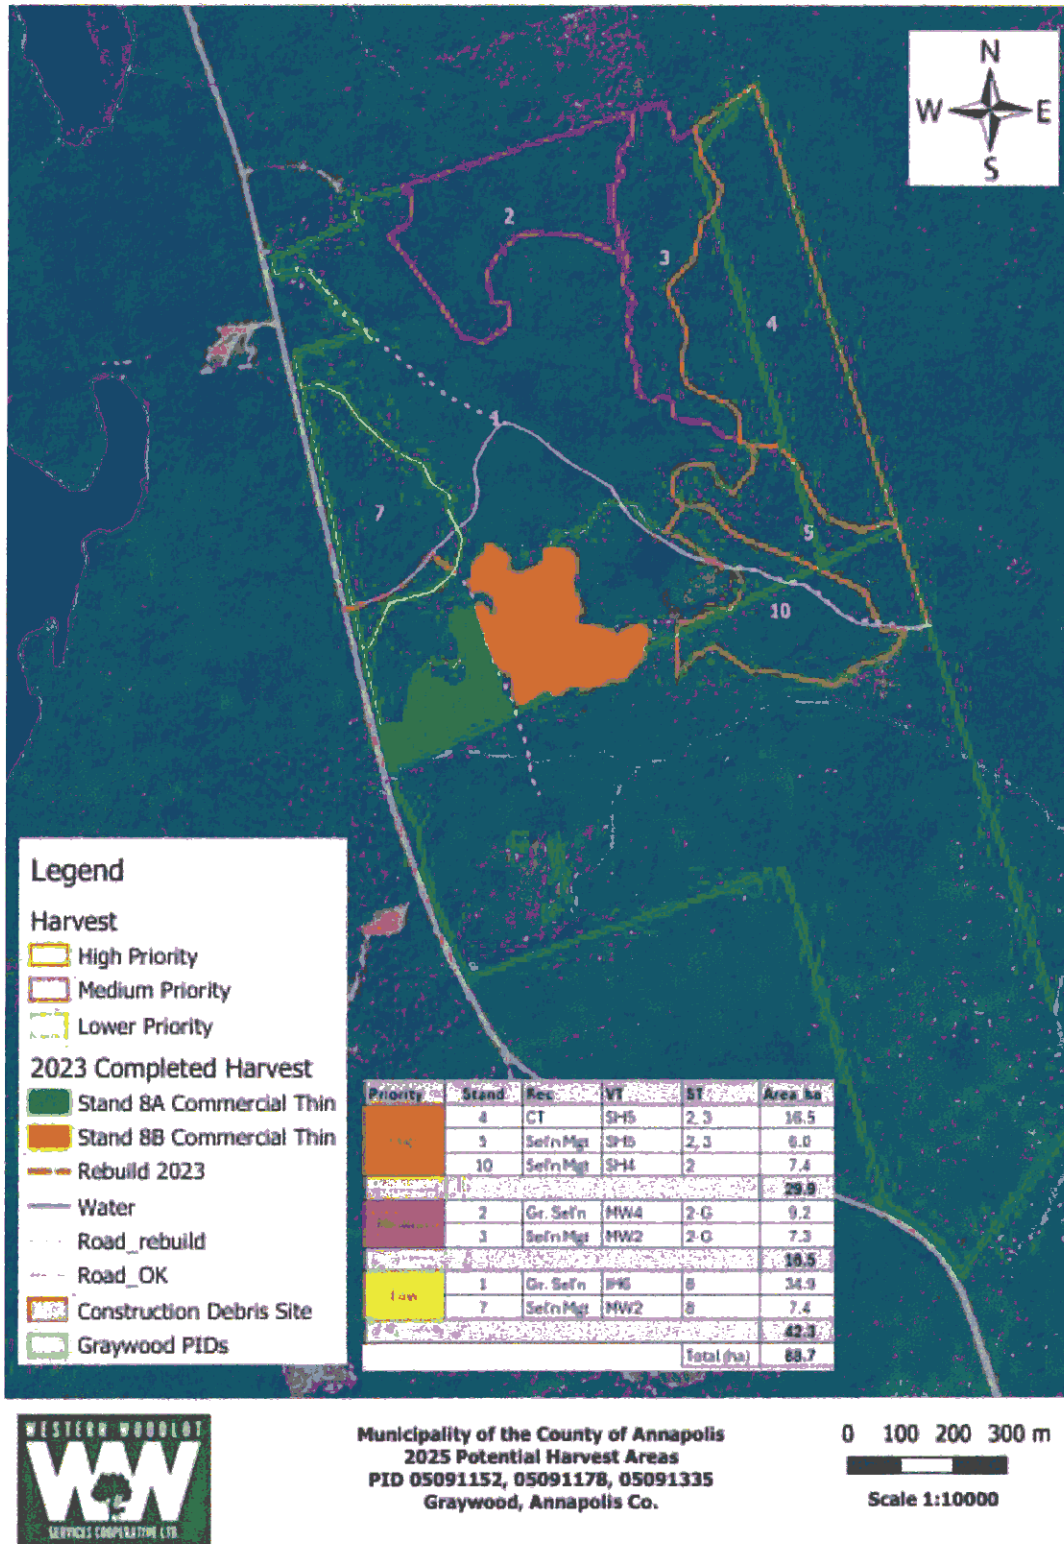 N
W E
S
2
3
4
1
7
5
10
Legend
Harvest
High Priority
Medium Priority
Lower Priority
2023 Completed Harvest
Stand 8A Commercial Thin
Stand 8B Commercial Thin
Rebuild 2023
Water
Road_rebuild
Road_OK
Construction Debris Site
Graywood PIDs
Priority Stand Rec VT ST Area ha
4 CT SH5 2, 3 16.5
5 Sel'n Mgt SH5 2, 3 6.0
10 Sel'n Mgt SH4 2 7.4
29.9
2 Gr. Sel'n MW4 2-G 9.2
3 Sel'n Mgt MW2 2-G 7.3
16.5
Low
1 Gr. Sel'n IH6 8 34.9
7 Sel'n Mgt MW2 8 7.4
42.3
Total (ha) 88.7
WESTERN WOODLOT
WW
SERVICES COOPERATIVE LTD.
Municipality of the County of Annapolis
2025 Potential Harvest Areas
PID 05091152, 05091178, 05091335
Graywood, Annapolis Co.
0 100 200 300 m
Scale 1:10000